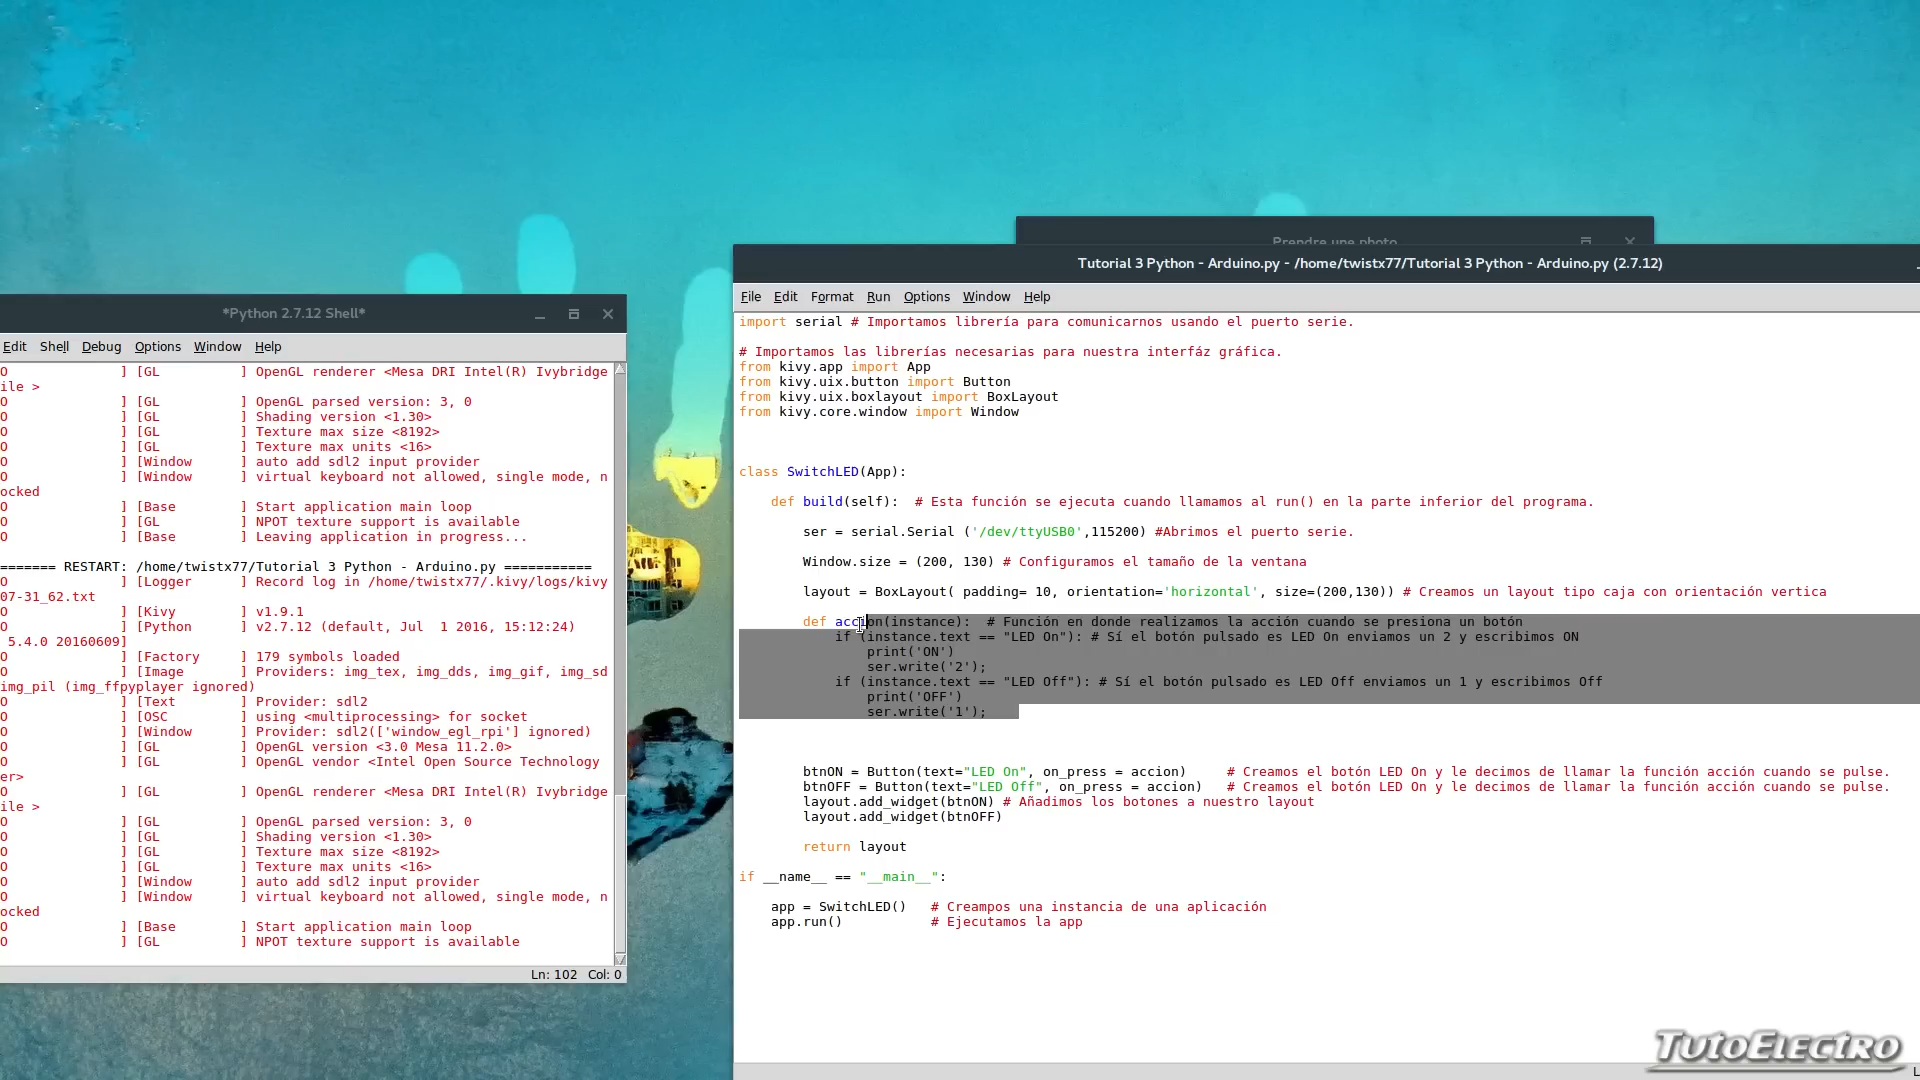 Prendre une photo
Tutorial 3 Python - Arduino.py - /home/twistx77/Tutorial 3 Python - Arduino.py (2.7.12)
File Edit Format Run Options Window Help
import serial # Importamos librería para comunicarnos usando el puerto serie.
# Importamos las librerías necesarias para nuestra interfáz gráfica.
from kivy.app import App
from kivy.uix.button import Button
from kivy.uix.boxlayout import BoxLayout
from kivy.core.window import Window
class SwitchLED(App):
def build(self):  # Esta función se ejecuta cuando llamamos al run() en la parte inferior del programa.
ser = serial.Serial ('/dev/ttyUSB0',115200) #Abrimos el puerto serie.
Window.size = (200, 130) # Configuramos el tamaño de la ventana
layout = BoxLayout( padding= 10, orientation='horizontal', size=(200,130)) # Creamos un layout tipo caja con orientación vertica
def accion(instance):  # Función en donde realizamos la acción cuando se presiona un botón
if (instance.text == "LED On"): # Sí el botón pulsado es LED On enviamos un 2 y escribimos ON
print('ON')
ser.write('2');
if (instance.text == "LED Off"): # Sí el botón pulsado es LED Off enviamos un 1 y escribimos Off
print('OFF')
ser.write('1');
btnON = Button(text="LED On", on_press = accion)     # Creamos el botón LED On y le decimos de llamar la función acción cuando se pulse.
btnOFF = Button(text="LED Off", on_press = accion)   # Creamos el botón LED On y le decimos de llamar la función acción cuando se pulse.
layout.add_widget(btnON) # Añadimos los botones a nuestro layout
layout.add_widget(btnOFF)
return layout
if __name__ == "__main__":
app = SwitchLED()   # Creampos una instancia de una aplicación
app.run()           # Ejecutamos la app
*Python 2.7.12 Shell*
Edit Shell Debug Options Window Help
O ] [GL ] OpenGL renderer <Mesa DRI Intel(R) Ivybridge
ile >
O ] [GL ] OpenGL parsed version: 3, 0
O ] [GL ] Shading version <1.30>
O ] [GL ] Texture max size <8192>
O ] [GL ] Texture max units <16>
O ] [Window ] auto add sdl2 input provider
O ] [Window ] virtual keyboard not allowed, single mode, n
ocked
O ] [Base ] Start application main loop
O ] [GL ] NPOT texture support is available
O ] [Base ] Leaving application in progress...
======= RESTART: /home/twistx77/Tutorial 3 Python - Arduino.py ===========
O ] [Logger ] Record log in /home/twistx77/.kivy/logs/kivy
07-31_62.txt
O ] [Kivy ] v1.9.1
O ] [Python ] v2.7.12 (default, Jul  1 2016, 15:12:24)
5.4.0 20160609]
O ] [Factory ] 179 symbols loaded
O ] [Image ] Providers: img_tex, img_dds, img_gif, img_sd
img_pil (img_ffpyplayer ignored)
O ] [Text ] Provider: sdl2
O ] [OSC ] using <multiprocessing> for socket
O ] [Window ] Provider: sdl2(['window_egl_rpi'] ignored)
O ] [GL ] OpenGL version <3.0 Mesa 11.2.0>
O ] [GL ] OpenGL vendor <Intel Open Source Technology
er>
O ] [GL ] OpenGL renderer <Mesa DRI Intel(R) Ivybridge
ile >
O ] [GL ] OpenGL parsed version: 3, 0
O ] [GL ] Shading version <1.30>
O ] [GL ] Texture max size <8192>
O ] [GL ] Texture max units <16>
O ] [Window ] auto add sdl2 input provider
O ] [Window ] virtual keyboard not allowed, single mode, n
ocked
O ] [Base ] Start application main loop
O ] [GL ] NPOT texture support is available
Ln: 102 Col: 0
TutoElectro